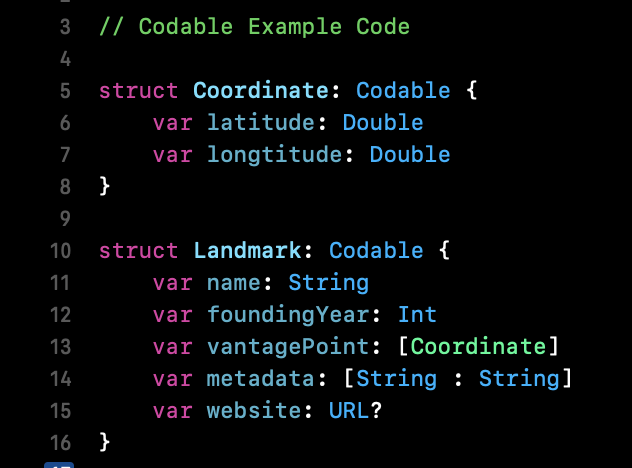 3 // Codable Example Code
4
5 struct Coordinate: Codable {
6 var latitude: Double
7 var longtitude: Double
8 }
9
10 struct Landmark: Codable {
11 var name: String
12 var foundingYear: Int
13 var vantagePoint: [Coordinate]
14 var metadata: [String : String]
15 var website: URL?
16 }